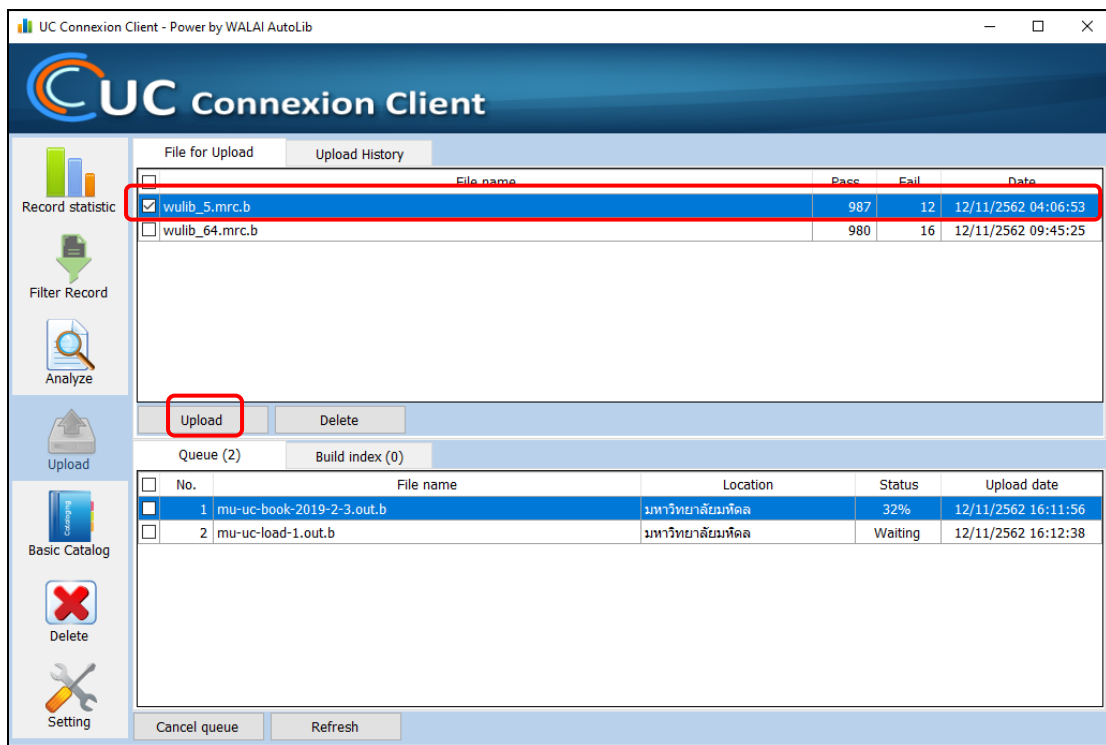 UC Connexion Client - Power by WALAI AutoLib
UC Connexion Client
Record statistic
Filter Record
Analyze
Upload
Cataloging
Basic Catalog
Delete
Setting
File for Upload Upload History
File name Pass Fail Date
wulib_5.mrc.b 987 12 12/11/2562 04:06:53
wulib_64.mrc.b 980 16 12/11/2562 09:45:25
Upload Delete
Queue (2) Build index (0)
No. File name Location Status Upload date
1 mu-uc-book-2019-2-3.out.b มหาวิทยาลัยมหิดล 32% 12/11/2562 16:11:56
2 mu-uc-load-1.out.b มหาวิทยาลัยมหิดล Waiting 12/11/2562 16:12:38
Cancel queue Refresh